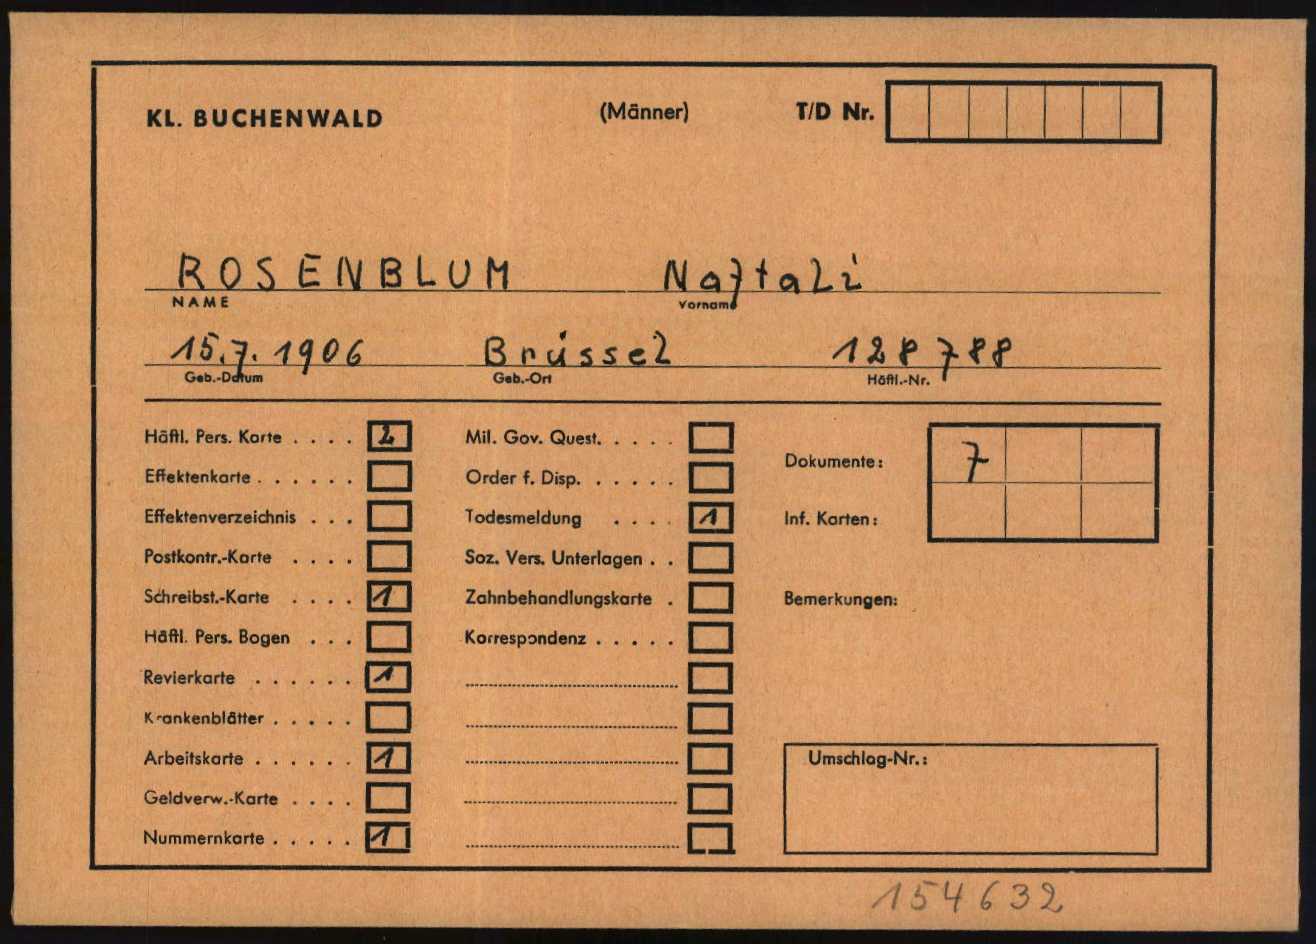 KL. BUCHENWALD (Männer) T/D Nr.
ROSENBLUM Naftali
NAME Vorname
15.7.1906 Brüssel 128788
Geb.-Datum Geb.-Ort Häftl.-Nr.
Häftl. Pers. Karte . . . . 2 Mil. Gov. Quest. . . . . .
Dokumente: 7
Effektenkarte . . . . . . Order f. Disp. . . . . . .
Effektenverzeichnis . . . Todesmeldung . . . . 1 Inf. Karten:
Postkontr.-Karte . . . . Soz. Vers. Unterlagen . .
Schreibst.-Karte . . . . 1 Zahnbehandlungskarte . Bemerkungen:
Häftl. Pers. Bogen . . . Korrespondenz . . . . .
Revierkarte . . . . . . 1
Krankenblätter . . . . .
Arbeitskarte . . . . . . 1 Umschlag-Nr.:
Geldverw.-Karte . . . .
Nummernkarte . . . . . 1
154632